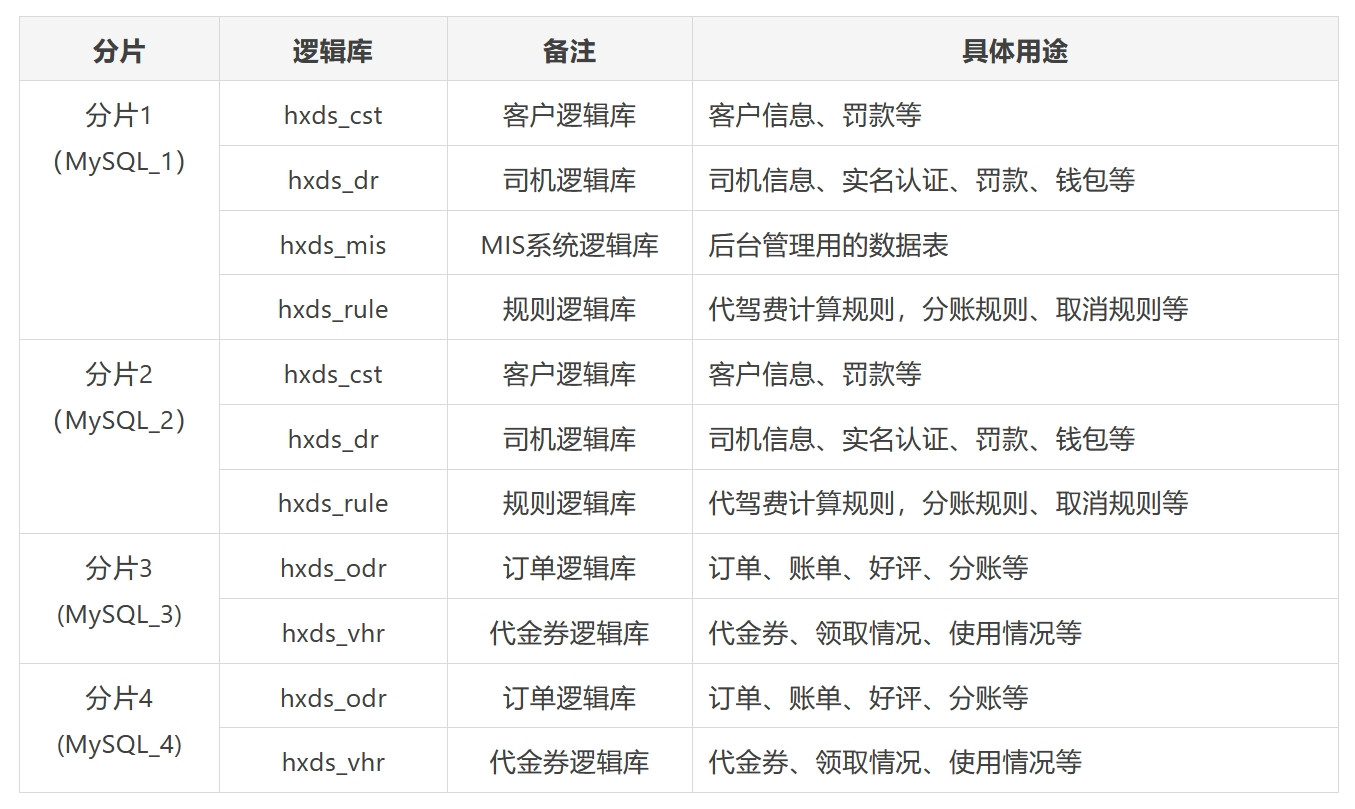 分片 逻辑库 备注 具体用途
分片1
（MySQL_1）
hxds_cst 客户逻辑库 客户信息、罚款等
hxds_dr 司机逻辑库 司机信息、实名认证、罚款、钱包等
hxds_mis MIS系统逻辑库 后台管理用的数据表
hxds_rule 规则逻辑库 代驾费计算规则，分账规则、取消规则等
分片2
（MySQL_2）
hxds_cst 客户逻辑库 客户信息、罚款等
hxds_dr 司机逻辑库 司机信息、实名认证、罚款、钱包等
hxds_rule 规则逻辑库 代驾费计算规则，分账规则、取消规则等
分片3
(MySQL_3)
hxds_odr 订单逻辑库 订单、账单、好评、分账等
hxds_vhr 代金券逻辑库 代金券、领取情况、使用情况等
分片4
(MySQL_4)
hxds_odr 订单逻辑库 订单、账单、好评、分账等
hxds_vhr 代金券逻辑库 代金券、领取情况、使用情况等